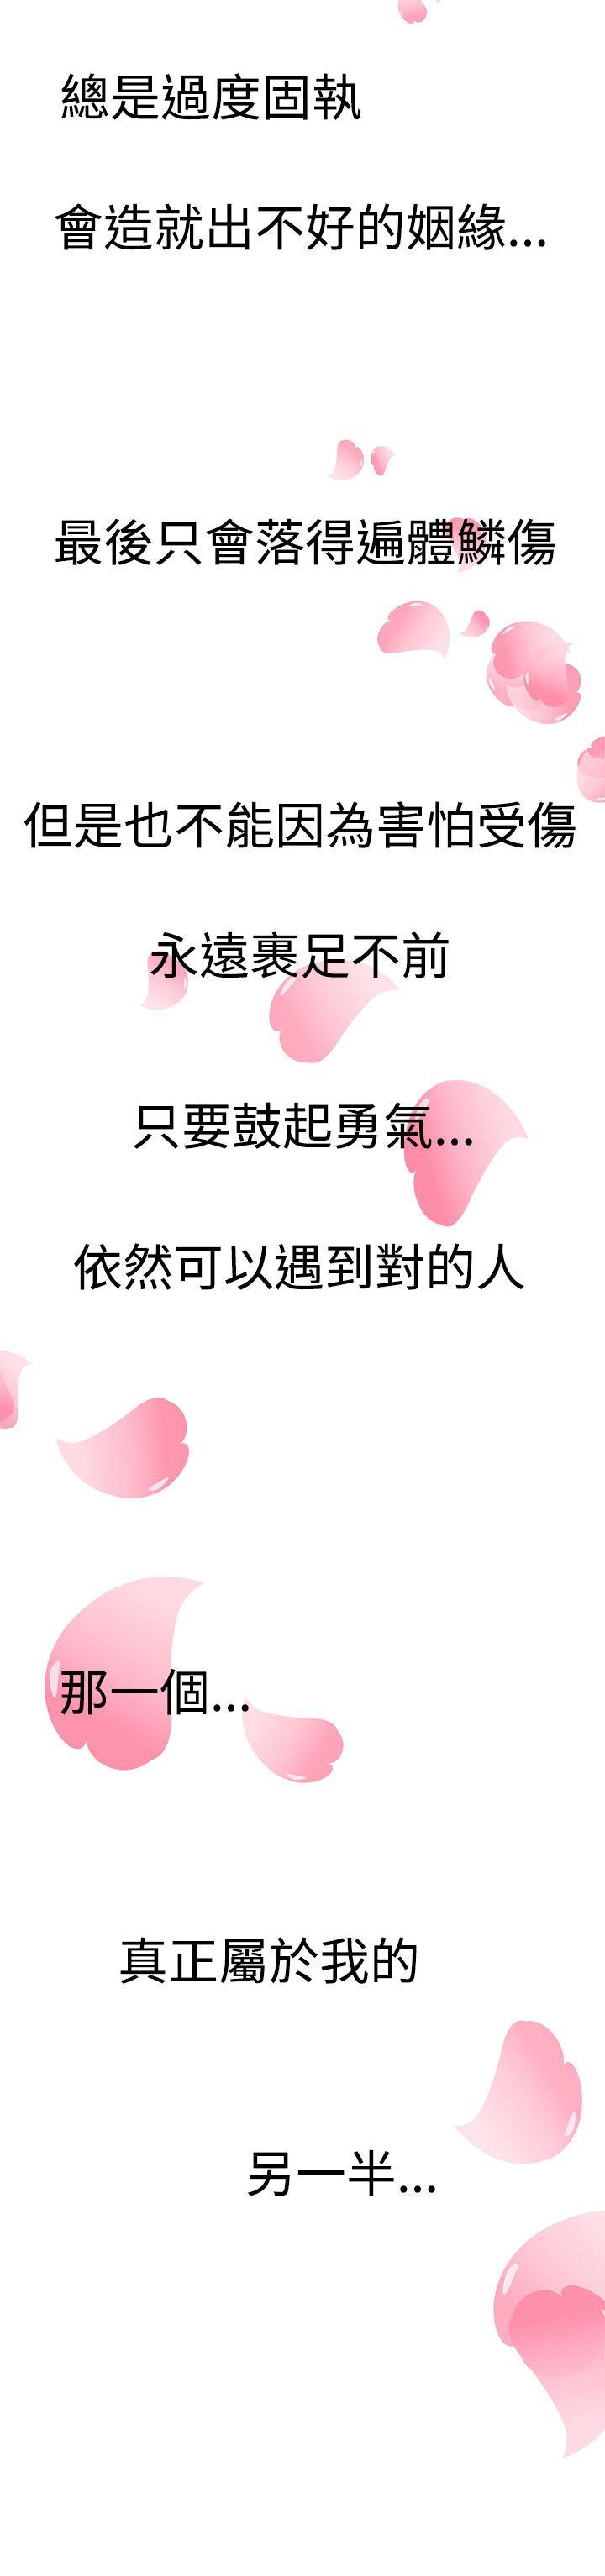 總是過度固執
會造就出不好的姻緣...
最後只會落得遍體鱗傷
但是也不能因為害怕受傷
永遠裹足不前
只要鼓起勇氣...
依然可以遇到對的人
那一個...
真正屬於我的
另一半...